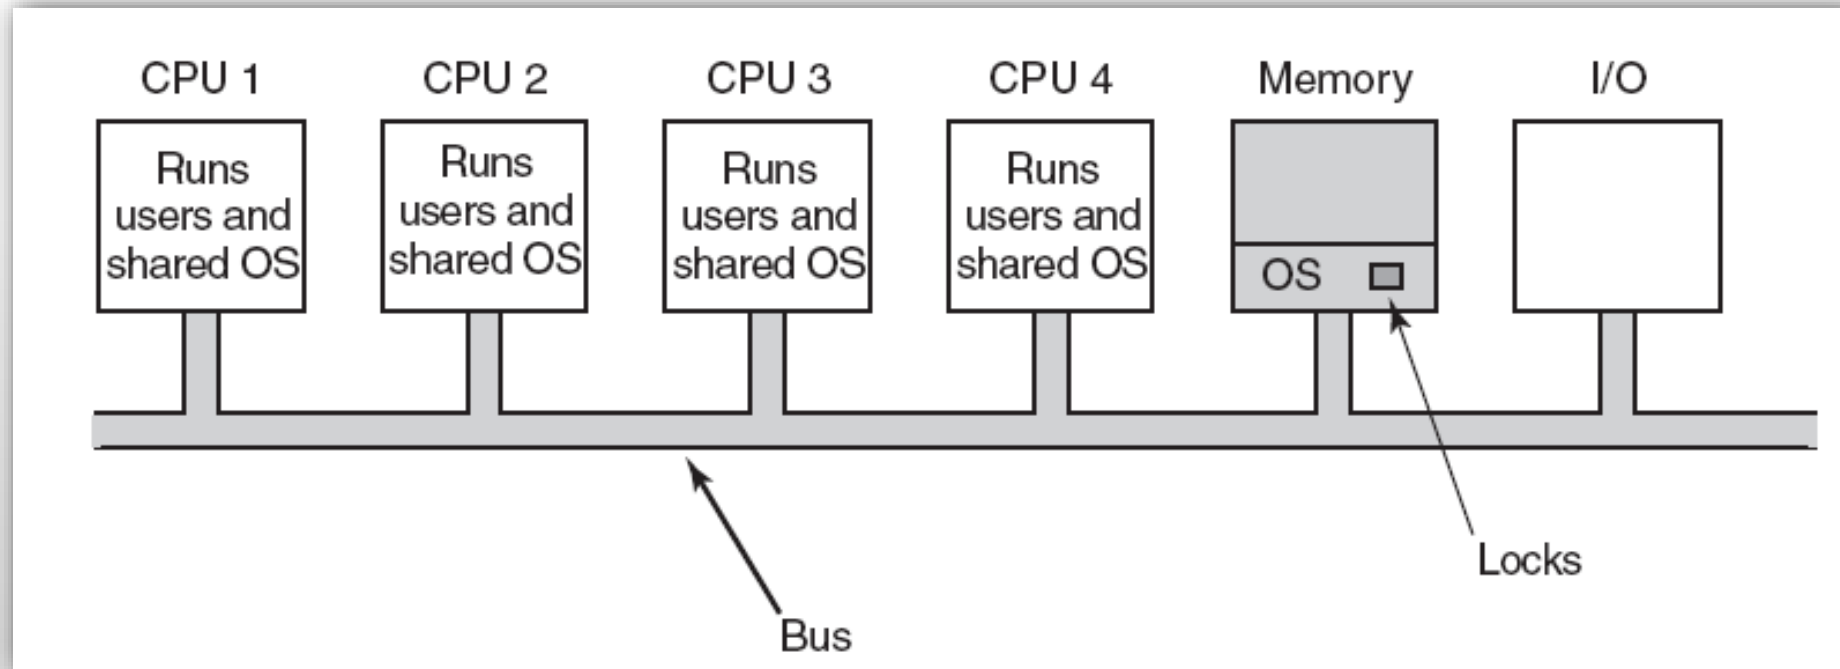 CPU 1
CPU 2
CPU 3
CPU 4
Memory
I/O
Runs
users and
shared OS
Runs
users and
shared OS
Runs
users and
shared OS
Runs
users and
shared OS
OS
Locks
Bus